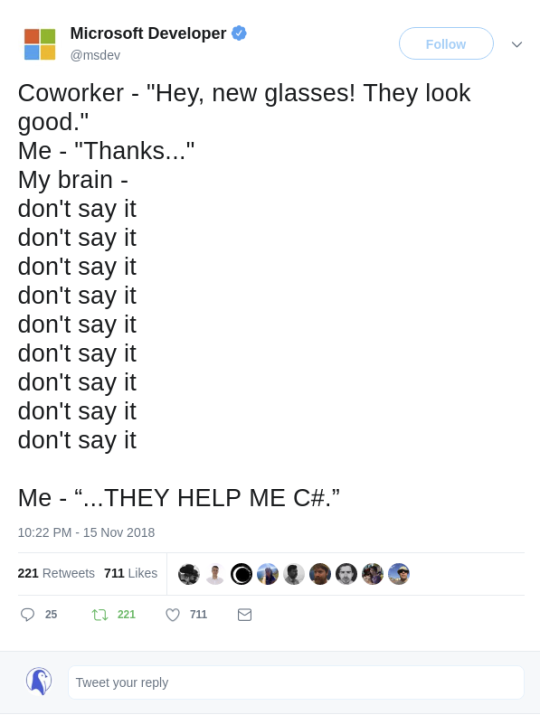 Microsoft Developer
Follow
@msdev
Coworker - "Hey, new glasses! They look
good."
Me - "Thanks..."
My brain -
don't say it
don't say it
don't say it
don't say it
don't say it
don't say it
don't say it
don't say it
don't say it
Me - “...THEY HELP ME C#.”
10:22 PM - 15 Nov 2018
221 Retweets 711 Likes
25 221 711
Tweet your reply